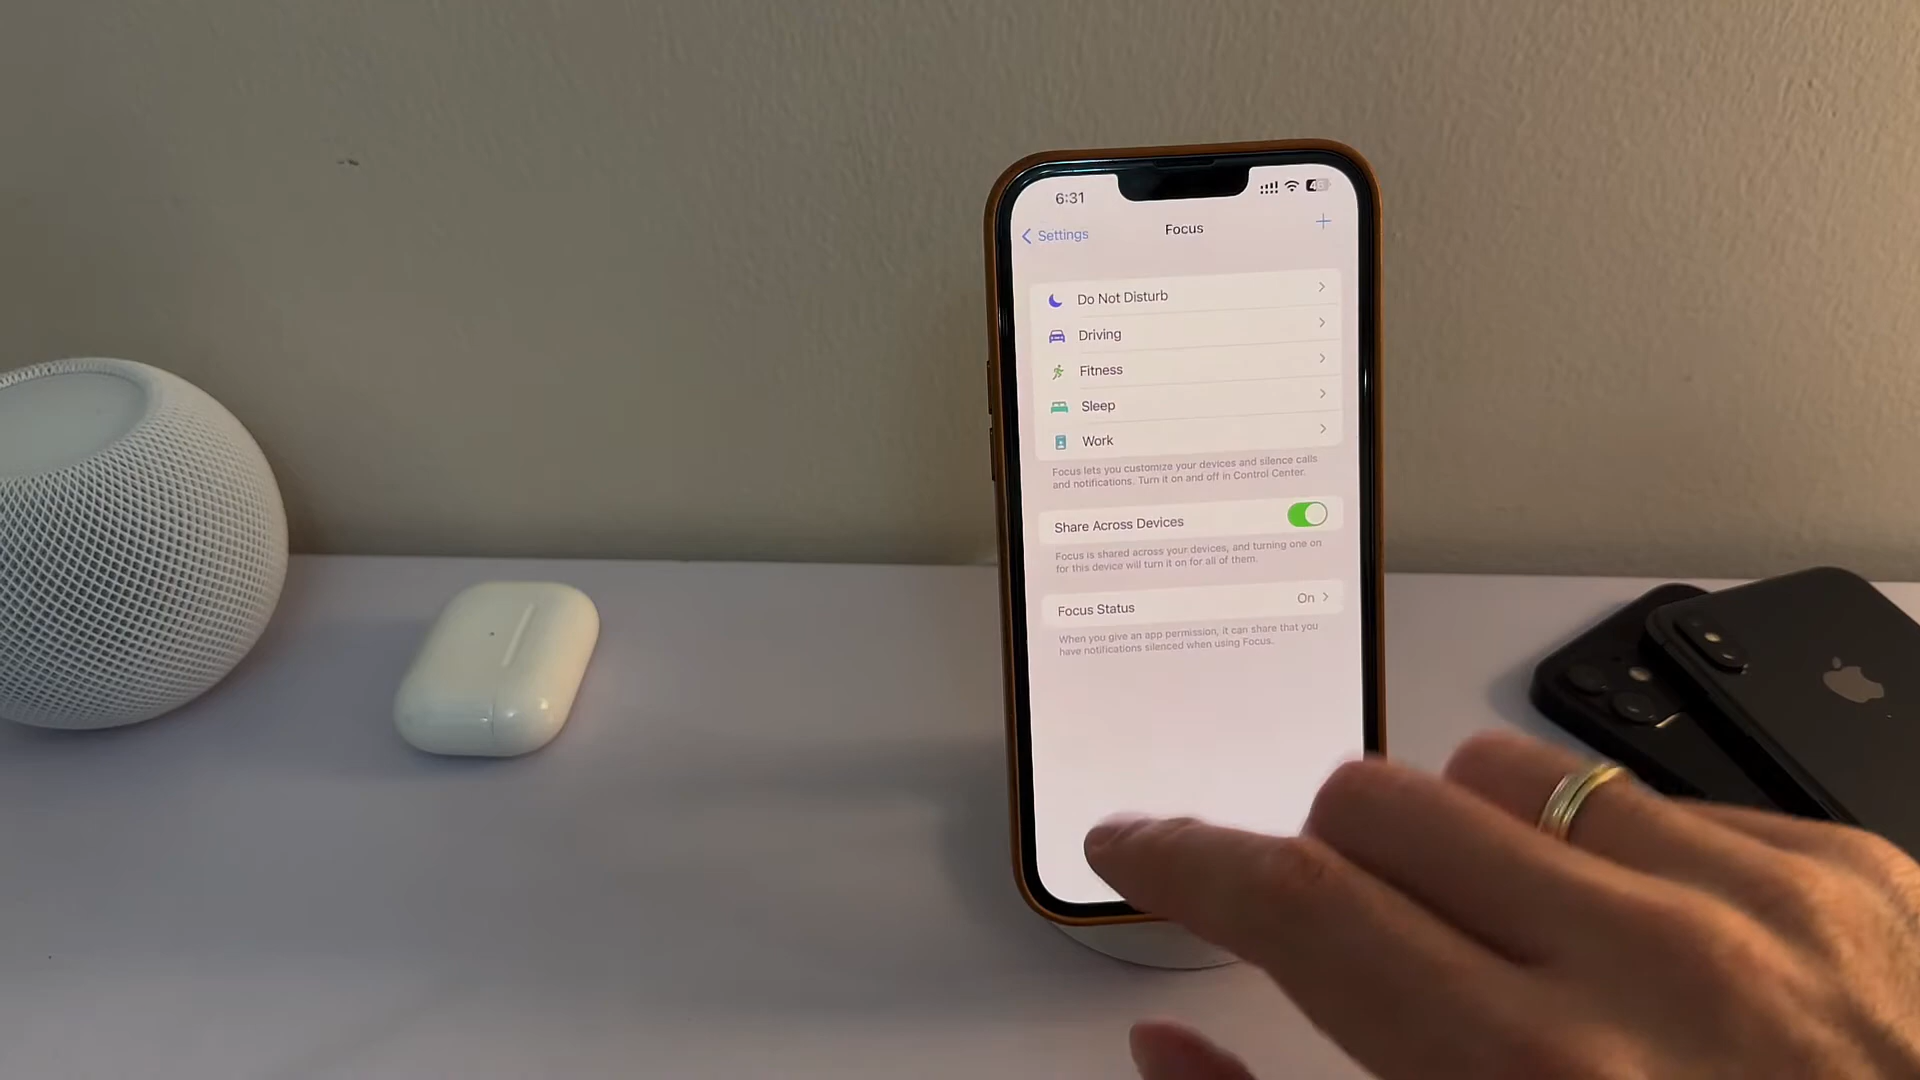 6:31
Settings
Focus
Do Not Disturb
Driving
Fitness
Sleep
Work
Focus lets you customize your devices and silence calls
and notifications. Turn it on and off in Control Center.
Share Across Devices
Focus is shared across your devices, and turning one on
for this device will turn it on for all of them.
Focus Status
On
When you give an app permission, it can share that you
have notifications silenced when using Focus.